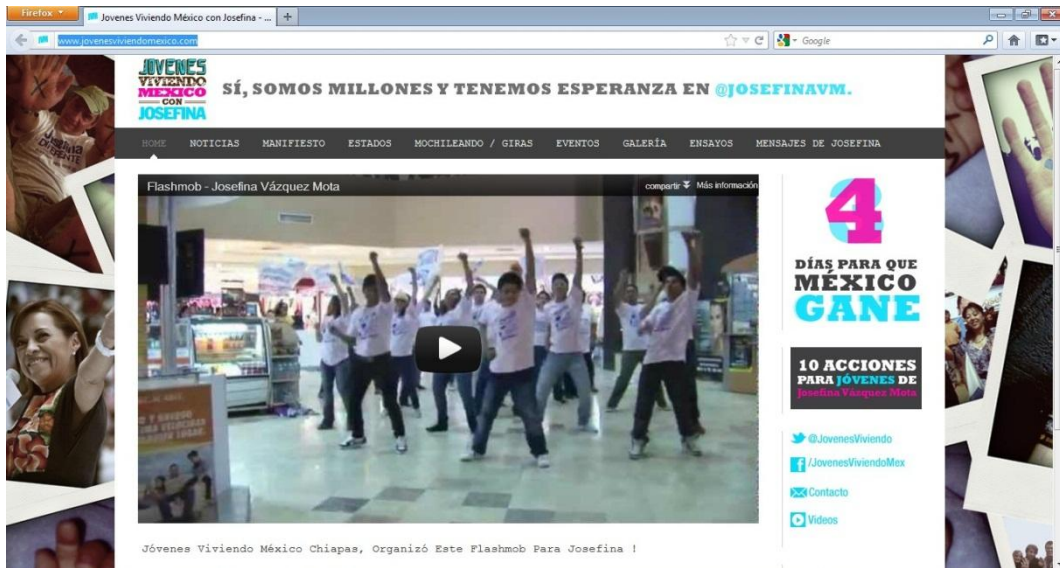 Firefox
Jovenes Viviendo México con Josefina - ...
www.jovenesviviendomexico.com
Google
JOVENES
VIVIENDO
MEXICO
CON
JOSEFINA
SÍ, SOMOS MILLONES Y TENEMOS ESPERANZA EN @JOSEFINAVM.
HOME NOTICIAS MANIFIESTO ESTADOS MOCHILEANDO / GIRAS EVENTOS GALERÍA ENSAYOS MENSAJES DE JOSEFINA
Flashmob - Josefina Vázquez Mota
compartir Más información
4
DÍAS PARA QUE
MÉXICO
GANE
10 ACCIONES
PARA JÓVENES DE
Josefina Vázquez Mota
@JovenesViviendo
/JovenesViviendoMex
Contacto
Videos
Jóvenes Viviendo México Chiapas, Organizó Este Flashmob Para Josefina !